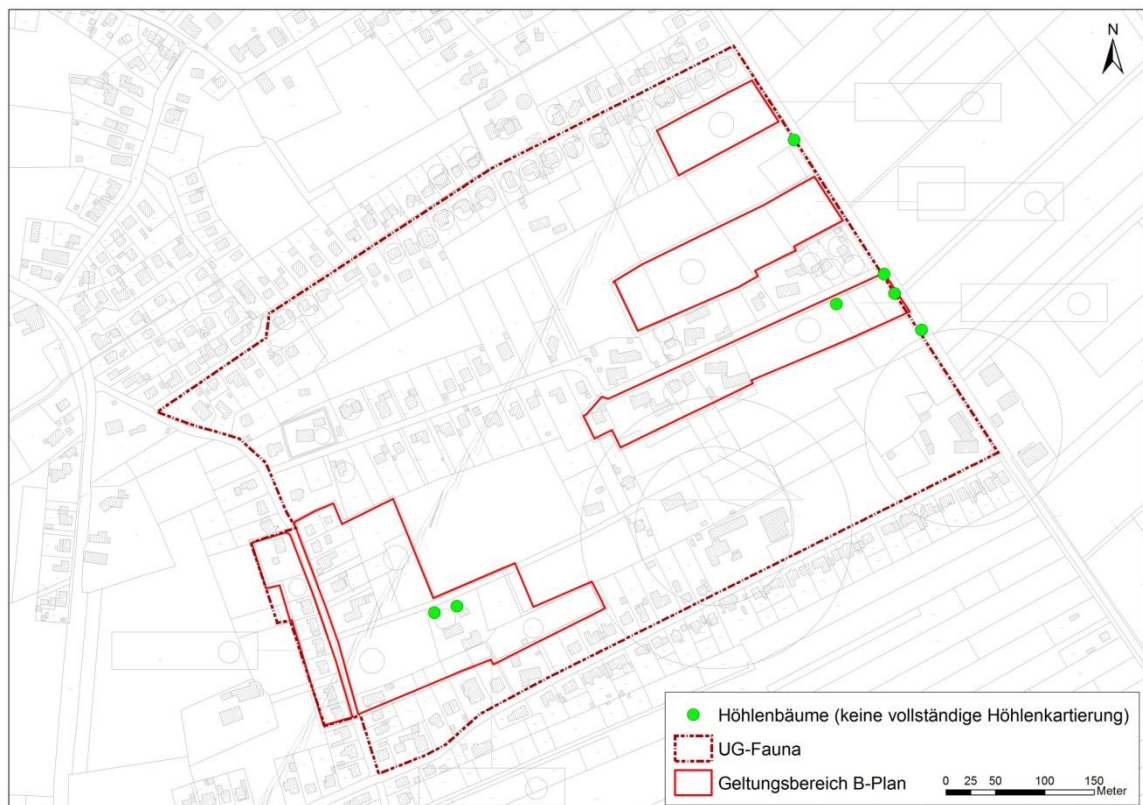 N
Höhlenbäume (keine vollständige Höhlenkartierung)
UG-Fauna
Geltungsbereich B-Plan
0 25 50 100 150
Meter